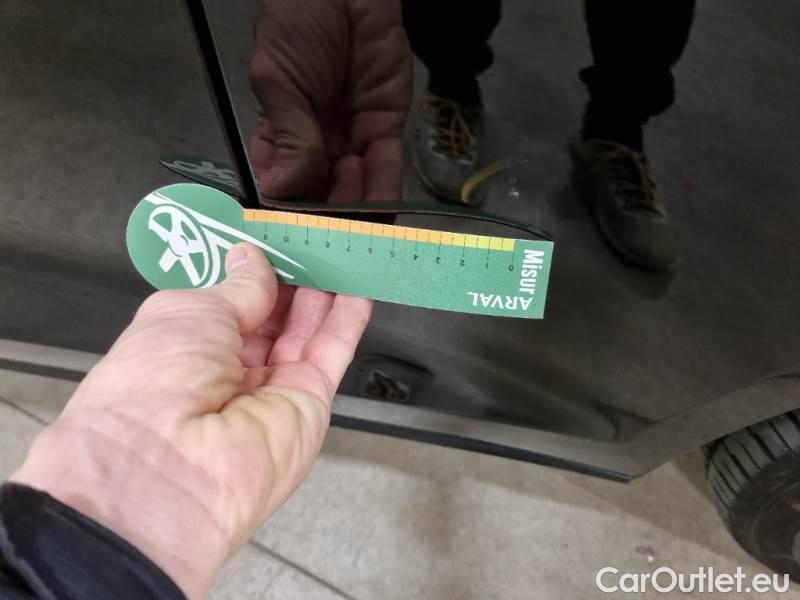 10 9 8 7 6 5 4 3 2 1 0
Misur
ARVAL
CarOutlet.eu